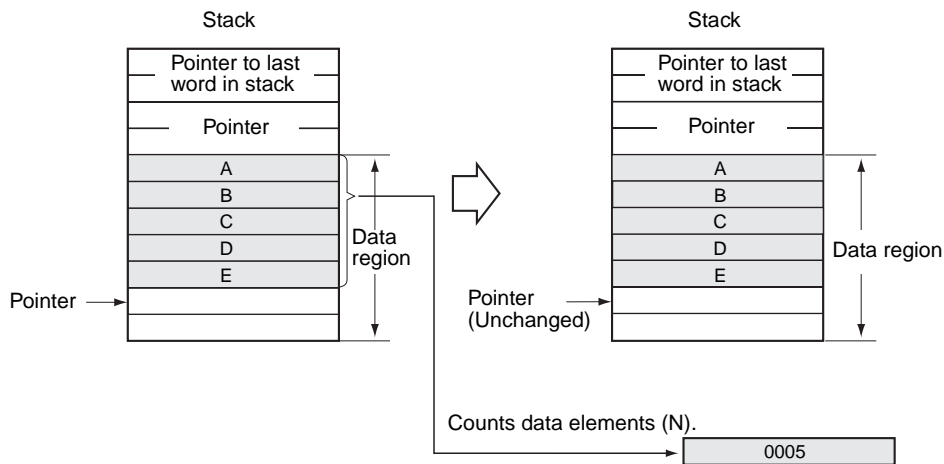 Stack
Pointer to last
word in stack
Pointer
A
B
C
D
E
Data
region
Pointer
Stack
Pointer to last
word in stack
Pointer
A
B
C
D
E
Data region
Pointer
(Unchanged)
Counts data elements (N).
0005